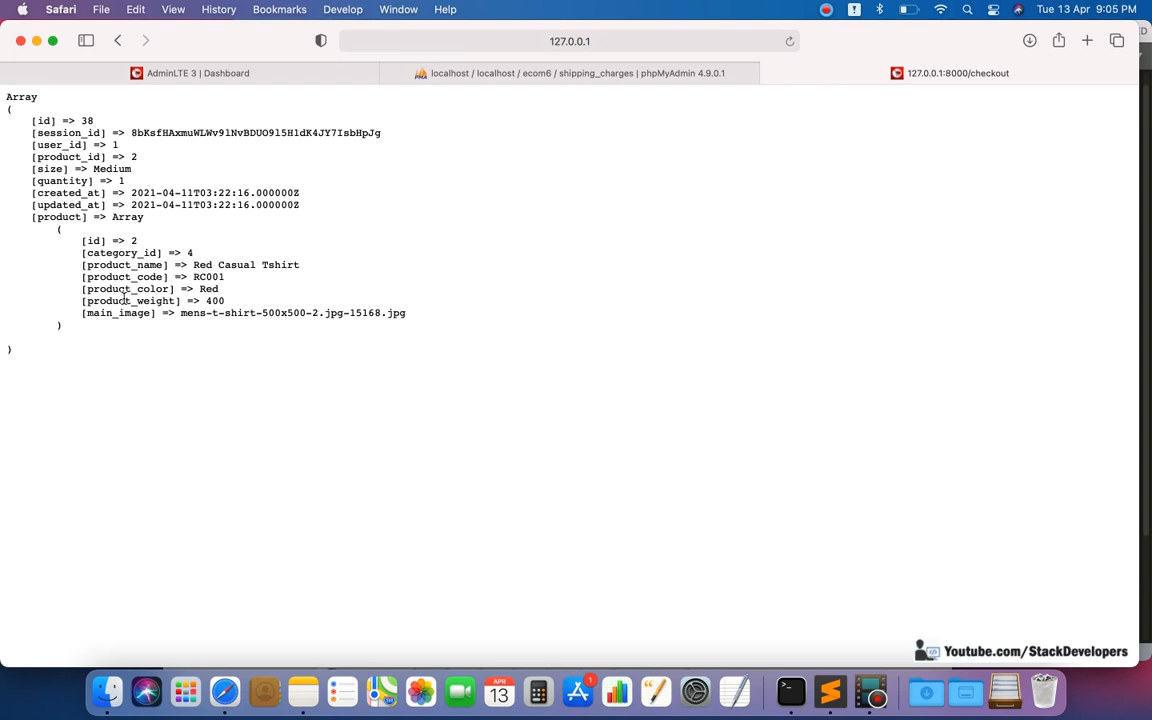 Safari File Edit View History Bookmarks Develop Window Help Tue 13 Apr 9:05 PM
127.0.0.1
AdminLTE 3 | Dashboard
localhost / localhost / ecom6 / shipping_charges | phpMyAdmin 4.9.0.1
127.0.0.1:8000/checkout
Array
(
[id] => 38
[session_id] => 8bKsfHAxmuWLWv9lNvBDUO9l5H1dK4JY7IsbHpJg
[user_id] => 1
[product_id] => 2
[size] => Medium
[quantity] => 1
[created_at] => 2021-04-11T03:22:16.000000Z
[updated_at] => 2021-04-11T03:22:16.000000Z
[product] => Array
(
[id] => 2
[category_id] => 4
[product_name] => Red Casual Tshirt
[product_code] => RC001
[product_color] => Red
[product_weight] => 400
[main_image] => mens-t-shirt-500x500-2.jpg-15168.jpg
)
)
Youtube.com/StackDevelopers
APR
13
1